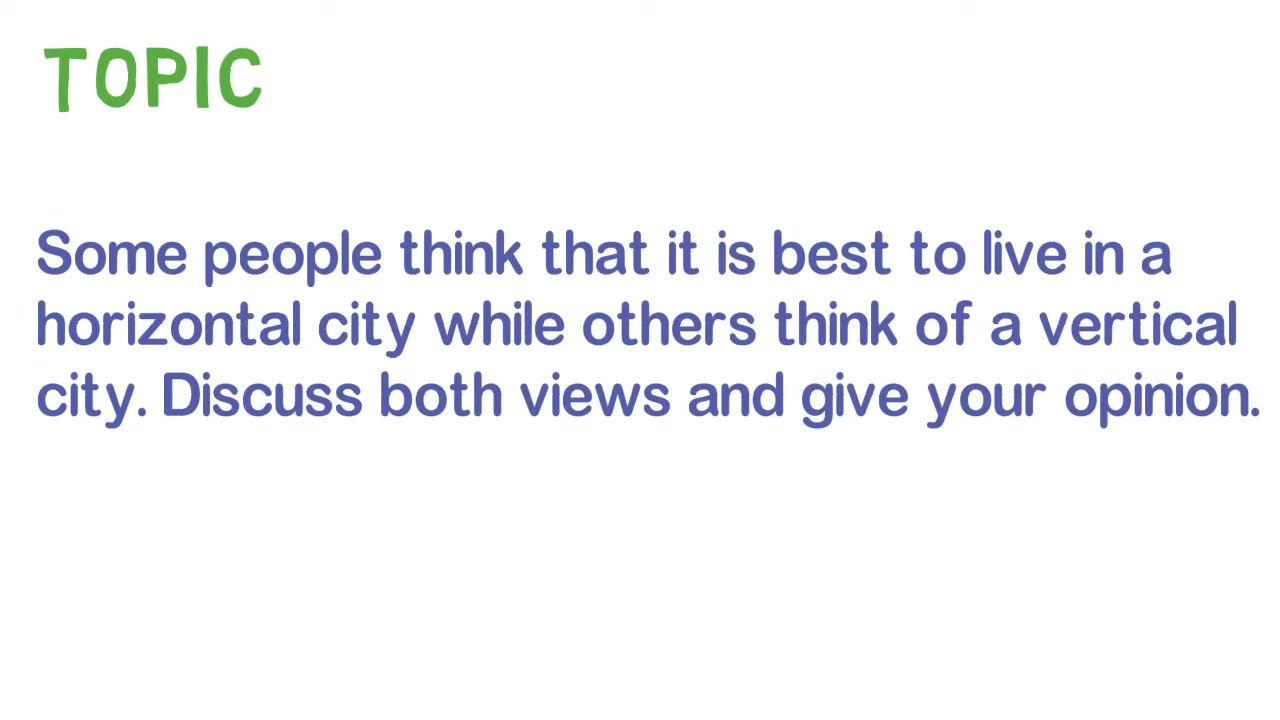 TOPIC
Some people think that it is best to live in a
horizontal city while others think of a vertical
city. Discuss both views and give your opinion.